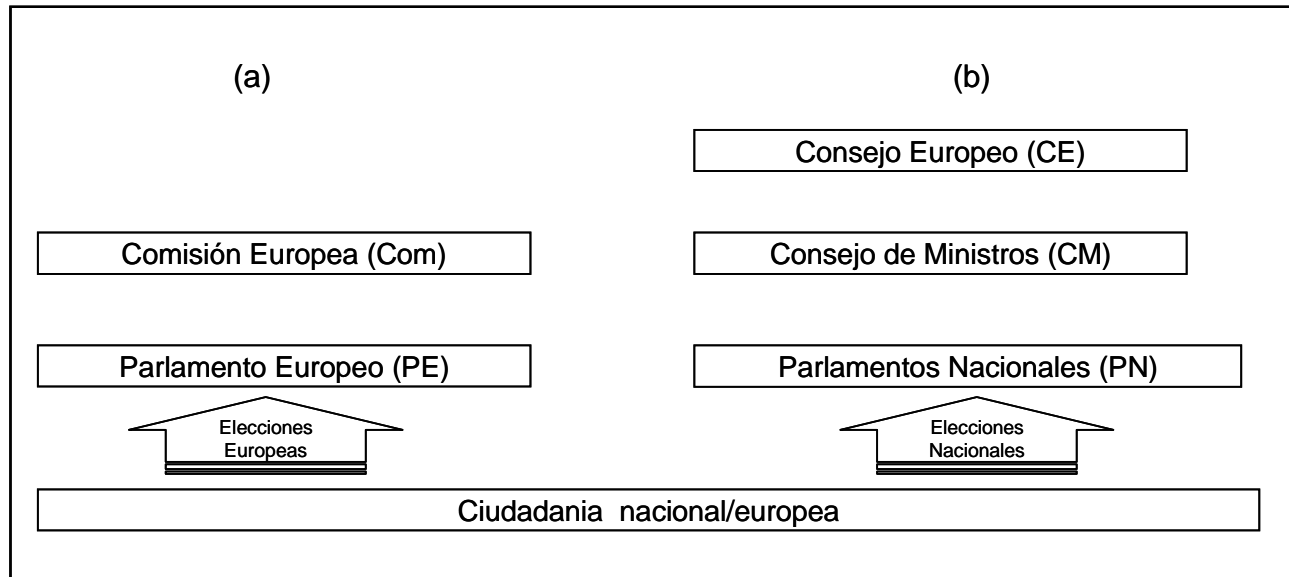 (a)
(b)
Consejo Europeo (CE)
Comisión Europea (Com)
Consejo de Ministros (CM)
Parlamento Europeo (PE)
Parlamentos Nacionales (PN)
Elecciones
Europeas
Elecciones
Nacionales
Ciudadania nacional/europea